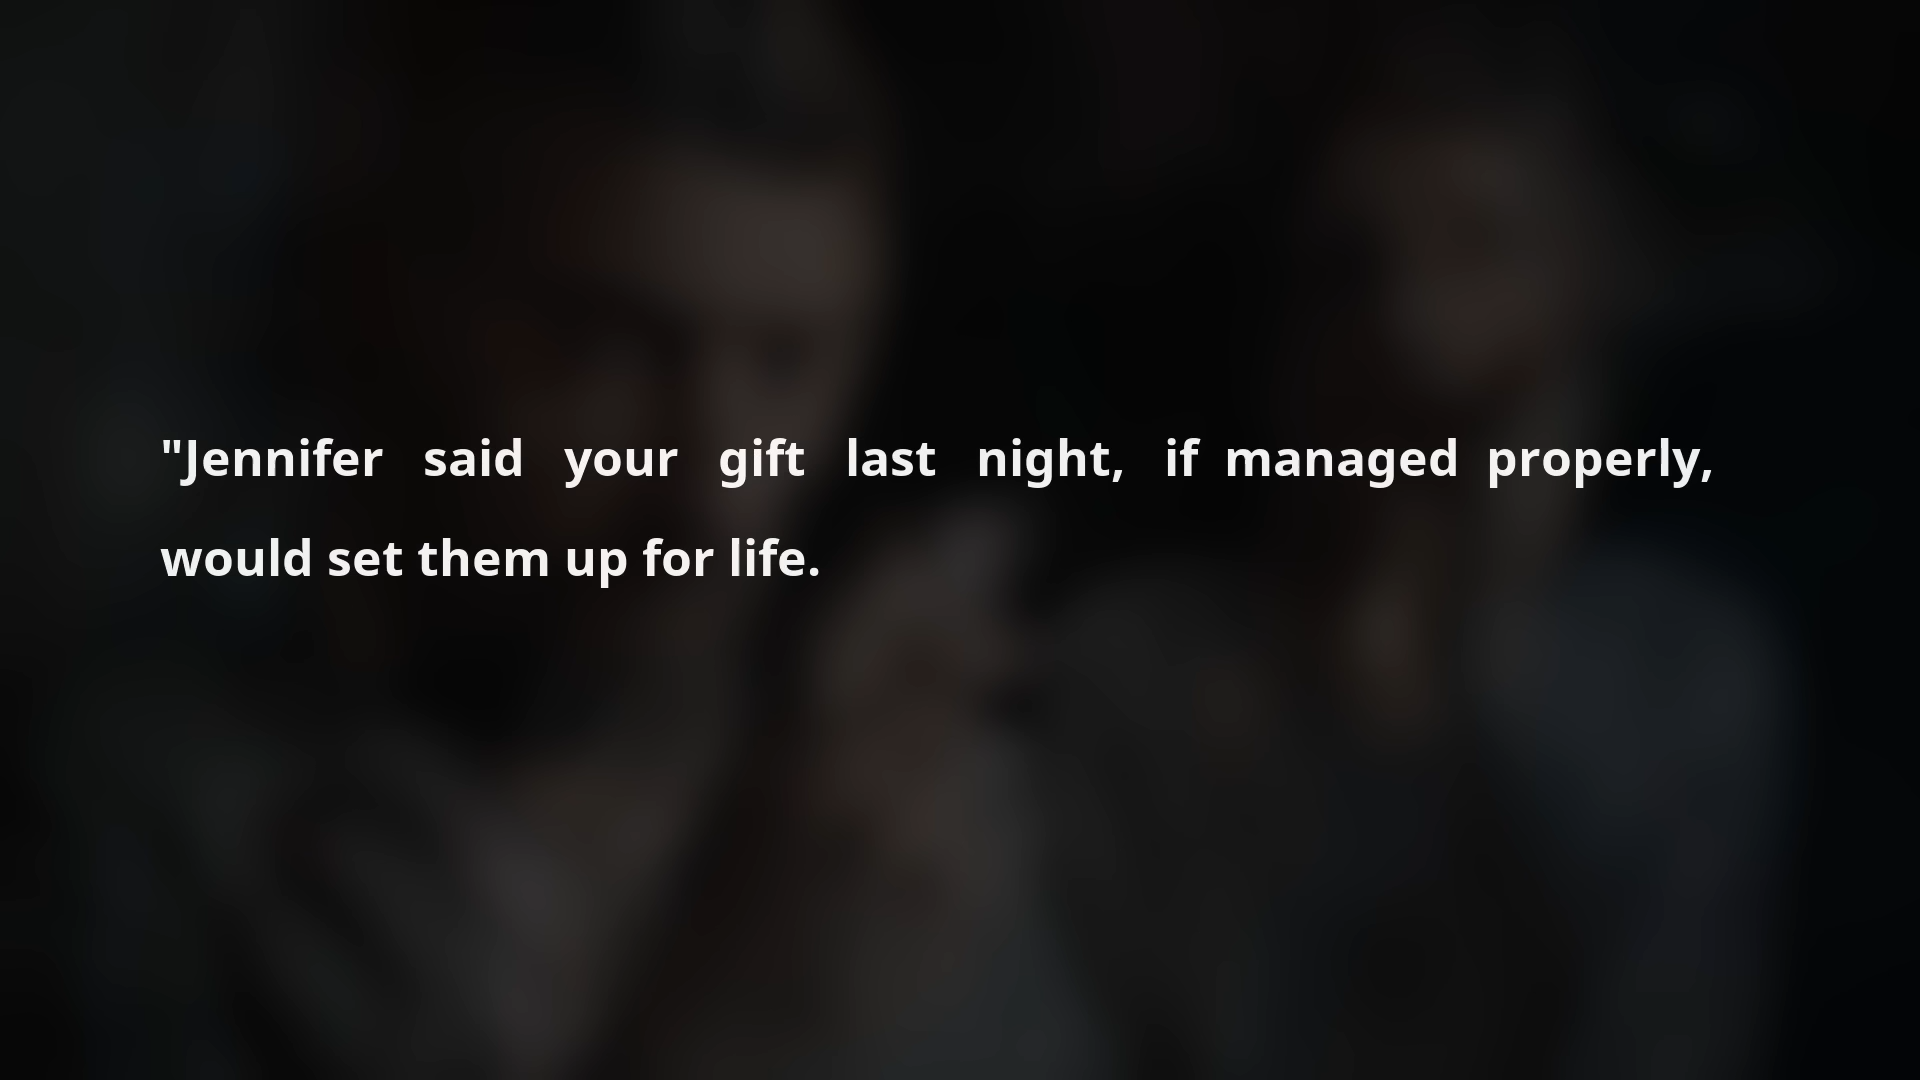 "Jennifer said your gift last night, if managed properly,
would set them up for life.